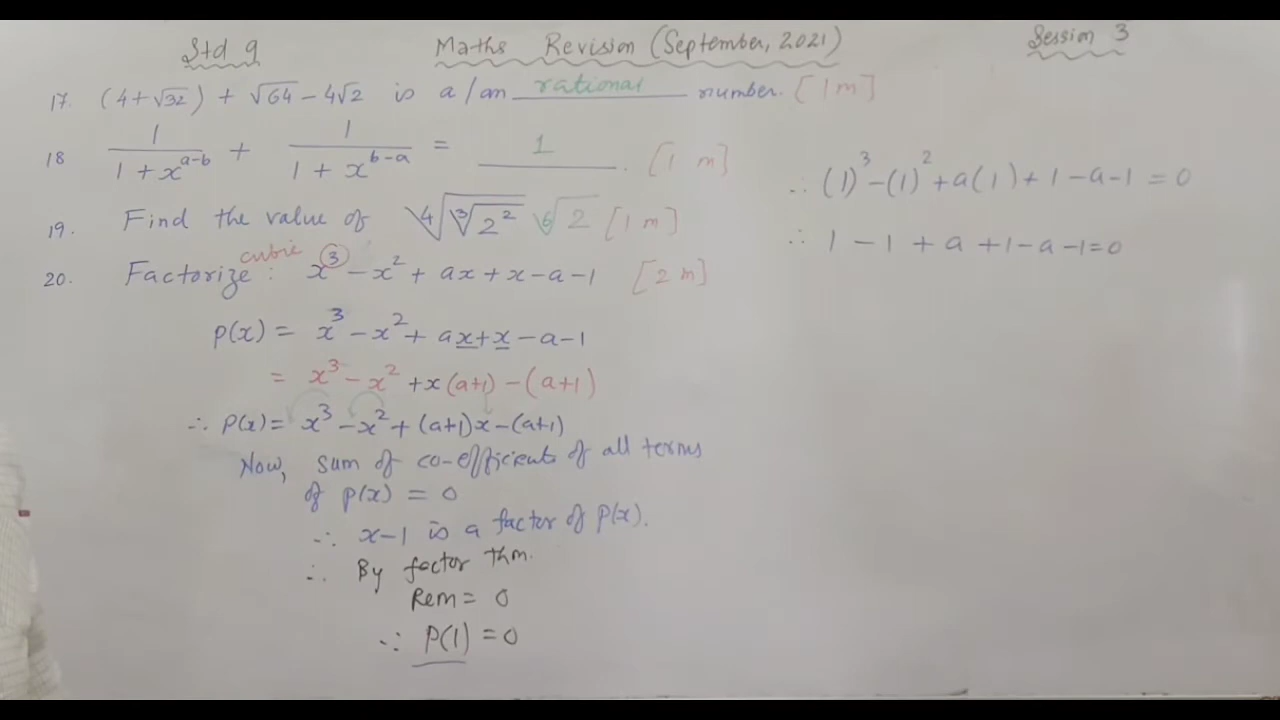 Std 9 Maths Revision (September, 2021) Session 3
17. (4+√32) + √64 - 4√2 is a/an rational number. [1m]
18 1/(1 + x^(a-b)) + 1/(1 + x^(b-a)) = 1. [1 m]
19. Find the value of ⁴√(³√(2²)) ⁶√2 [1m]
cubic
20. Factorize: x³ - x² + ax + x - a - 1 [2 m]
p(x) = x³ - x² + ax + x - a - 1
= x³ - x² + x(a+1) - (a+1)
∴ p(x) = x³ - x² + (a+1)x - (a+1)
Now, sum of co-efficients of all terms
of p(x) = 0
∴ x-1 is a factor of p(x).
∴ By factor thm.
Rem = 0
∴ P(1) = 0
∴ (1)³ - (1)² + a(1) + 1 - a - 1 = 0
∴ 1 - 1 + a + 1 - a - 1 = 0